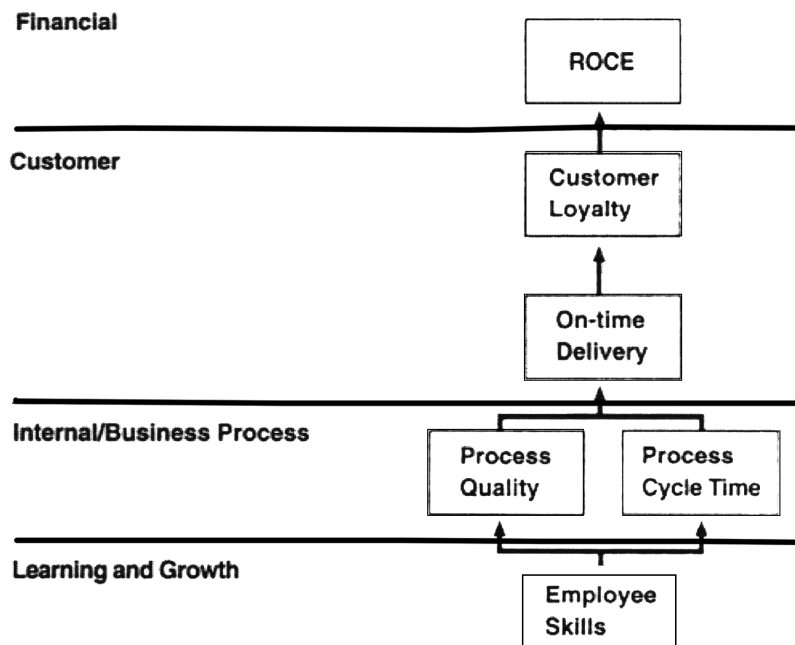 Financial
ROCE
Customer
Customer
Loyalty
On-time
Delivery
Internal/Business Process
Process
Quality
Process
Cycle Time
Learning and Growth
Employee
Skills